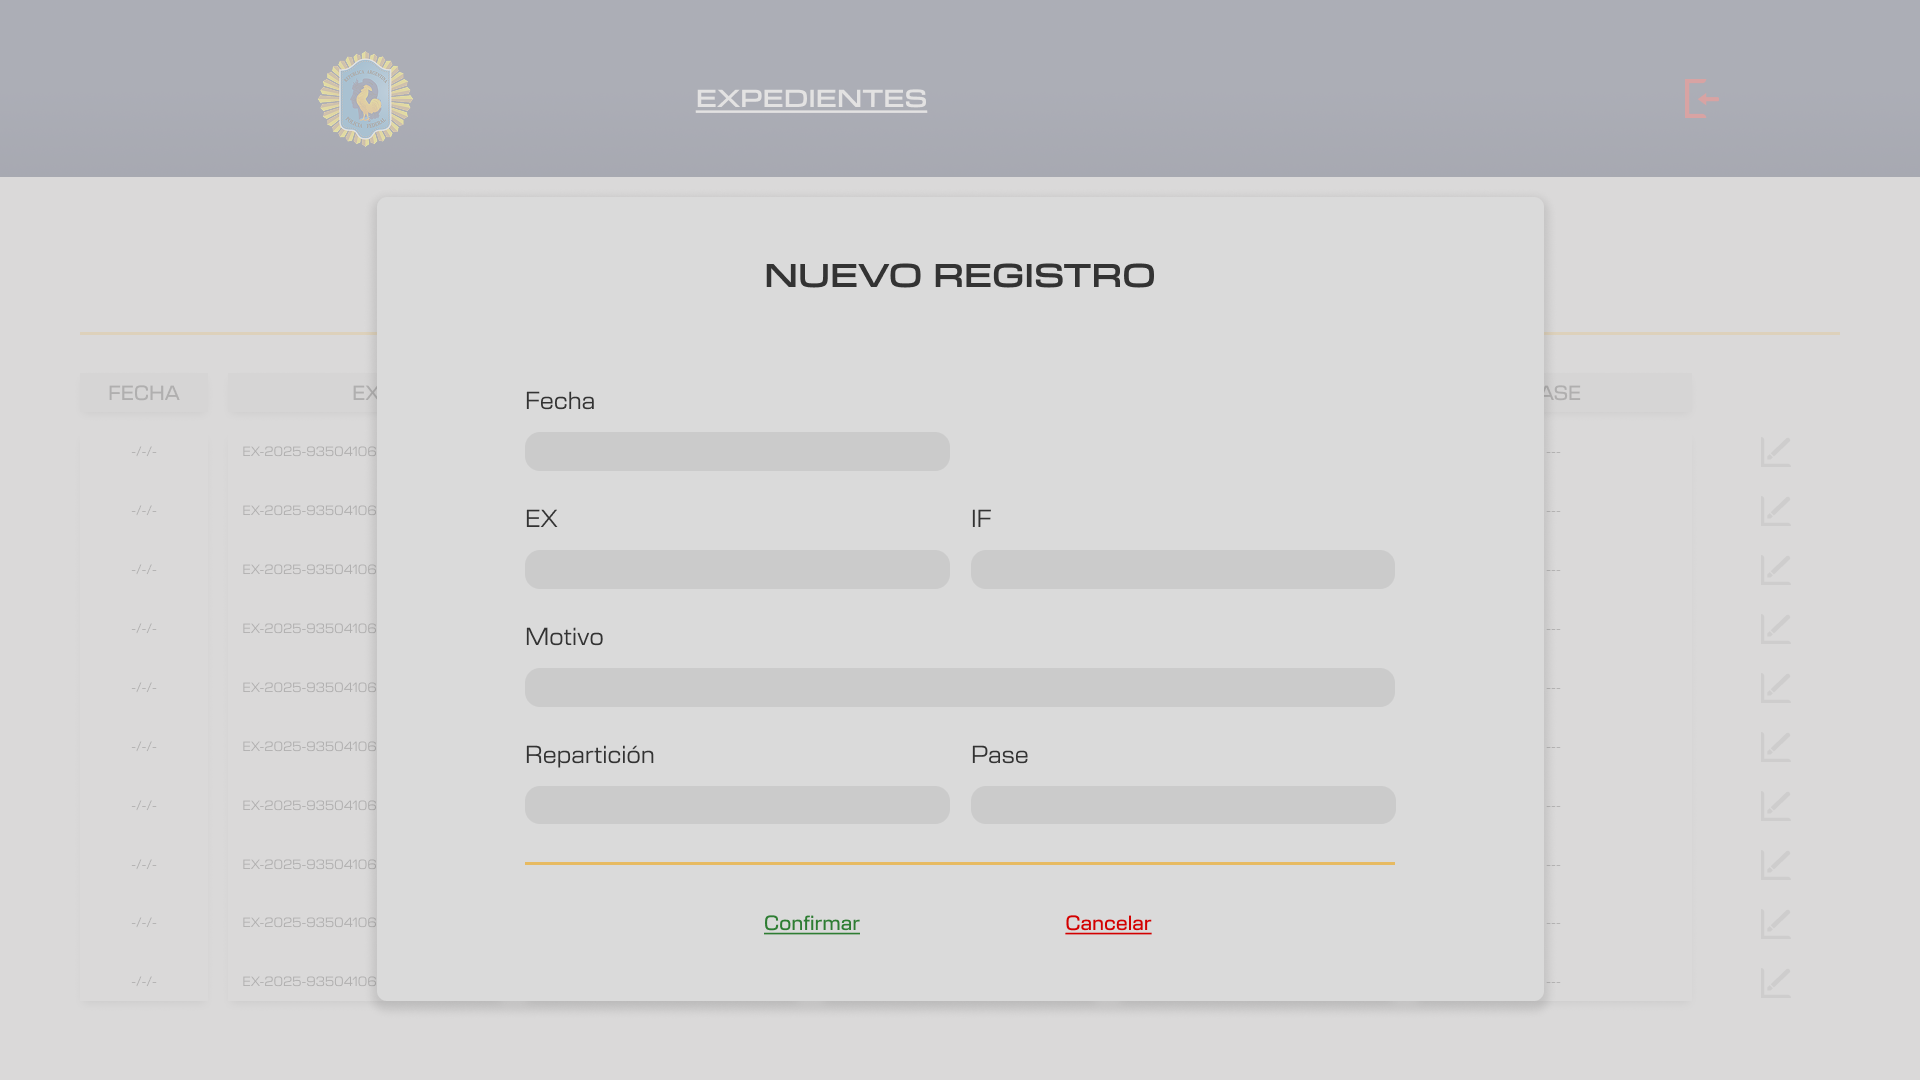 EXPEDIENTES
NUEVO REGISTRO
Fecha
EX
IF
Motivo
Repartición
Pase
Confirmar
Cancelar
FECHA
EX
ASE
-/-/-
EX-2025-93504106
---
-/-/-
EX-2025-93504106
---
-/-/-
EX-2025-93504106
---
-/-/-
EX-2025-93504106
---
-/-/-
EX-2025-93504106
---
-/-/-
EX-2025-93504106
---
-/-/-
EX-2025-93504106
---
-/-/-
EX-2025-93504106
---
-/-/-
EX-2025-93504106
---
-/-/-
EX-2025-93504106
---